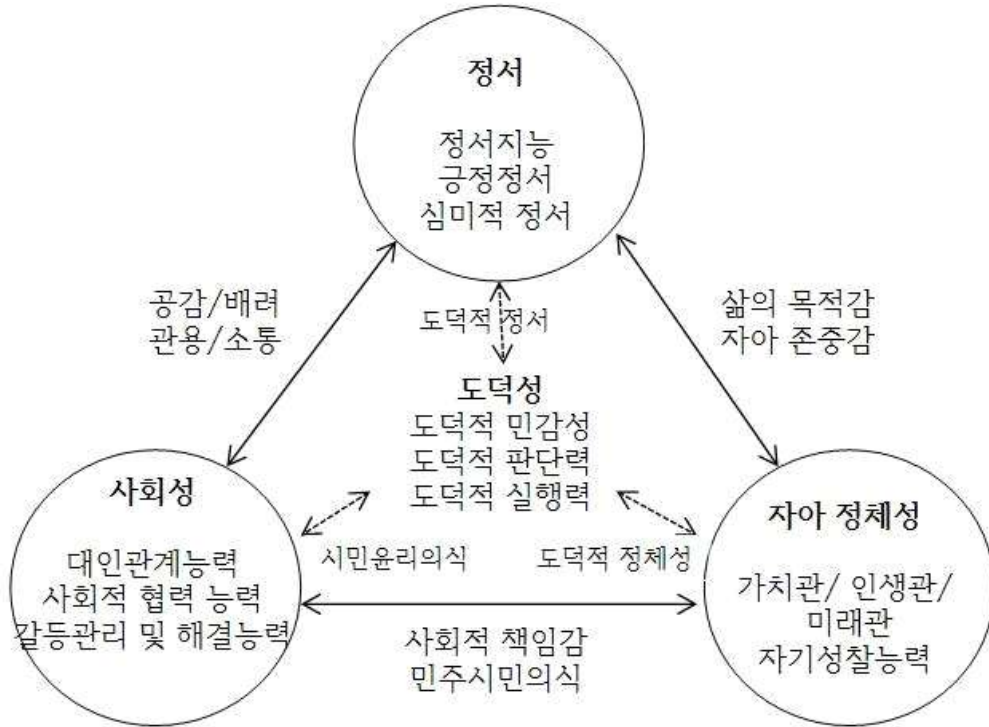 정서
정서지능
긍정정서
심미적 정서
공감/배려
관용/소통
삶의 목적감
자아 존중감
도덕적 정서
도덕성
도덕적 민감성
도덕적 판단력
도덕적 실행력
사회성
대인관계능력
사회적 협력 능력
갈등관리 및 해결능력
시민윤리의식
도덕적 정체성
자아 정체성
가치관/ 인생관/
미래관
자기성찰능력
사회적 책임감
민주시민의식